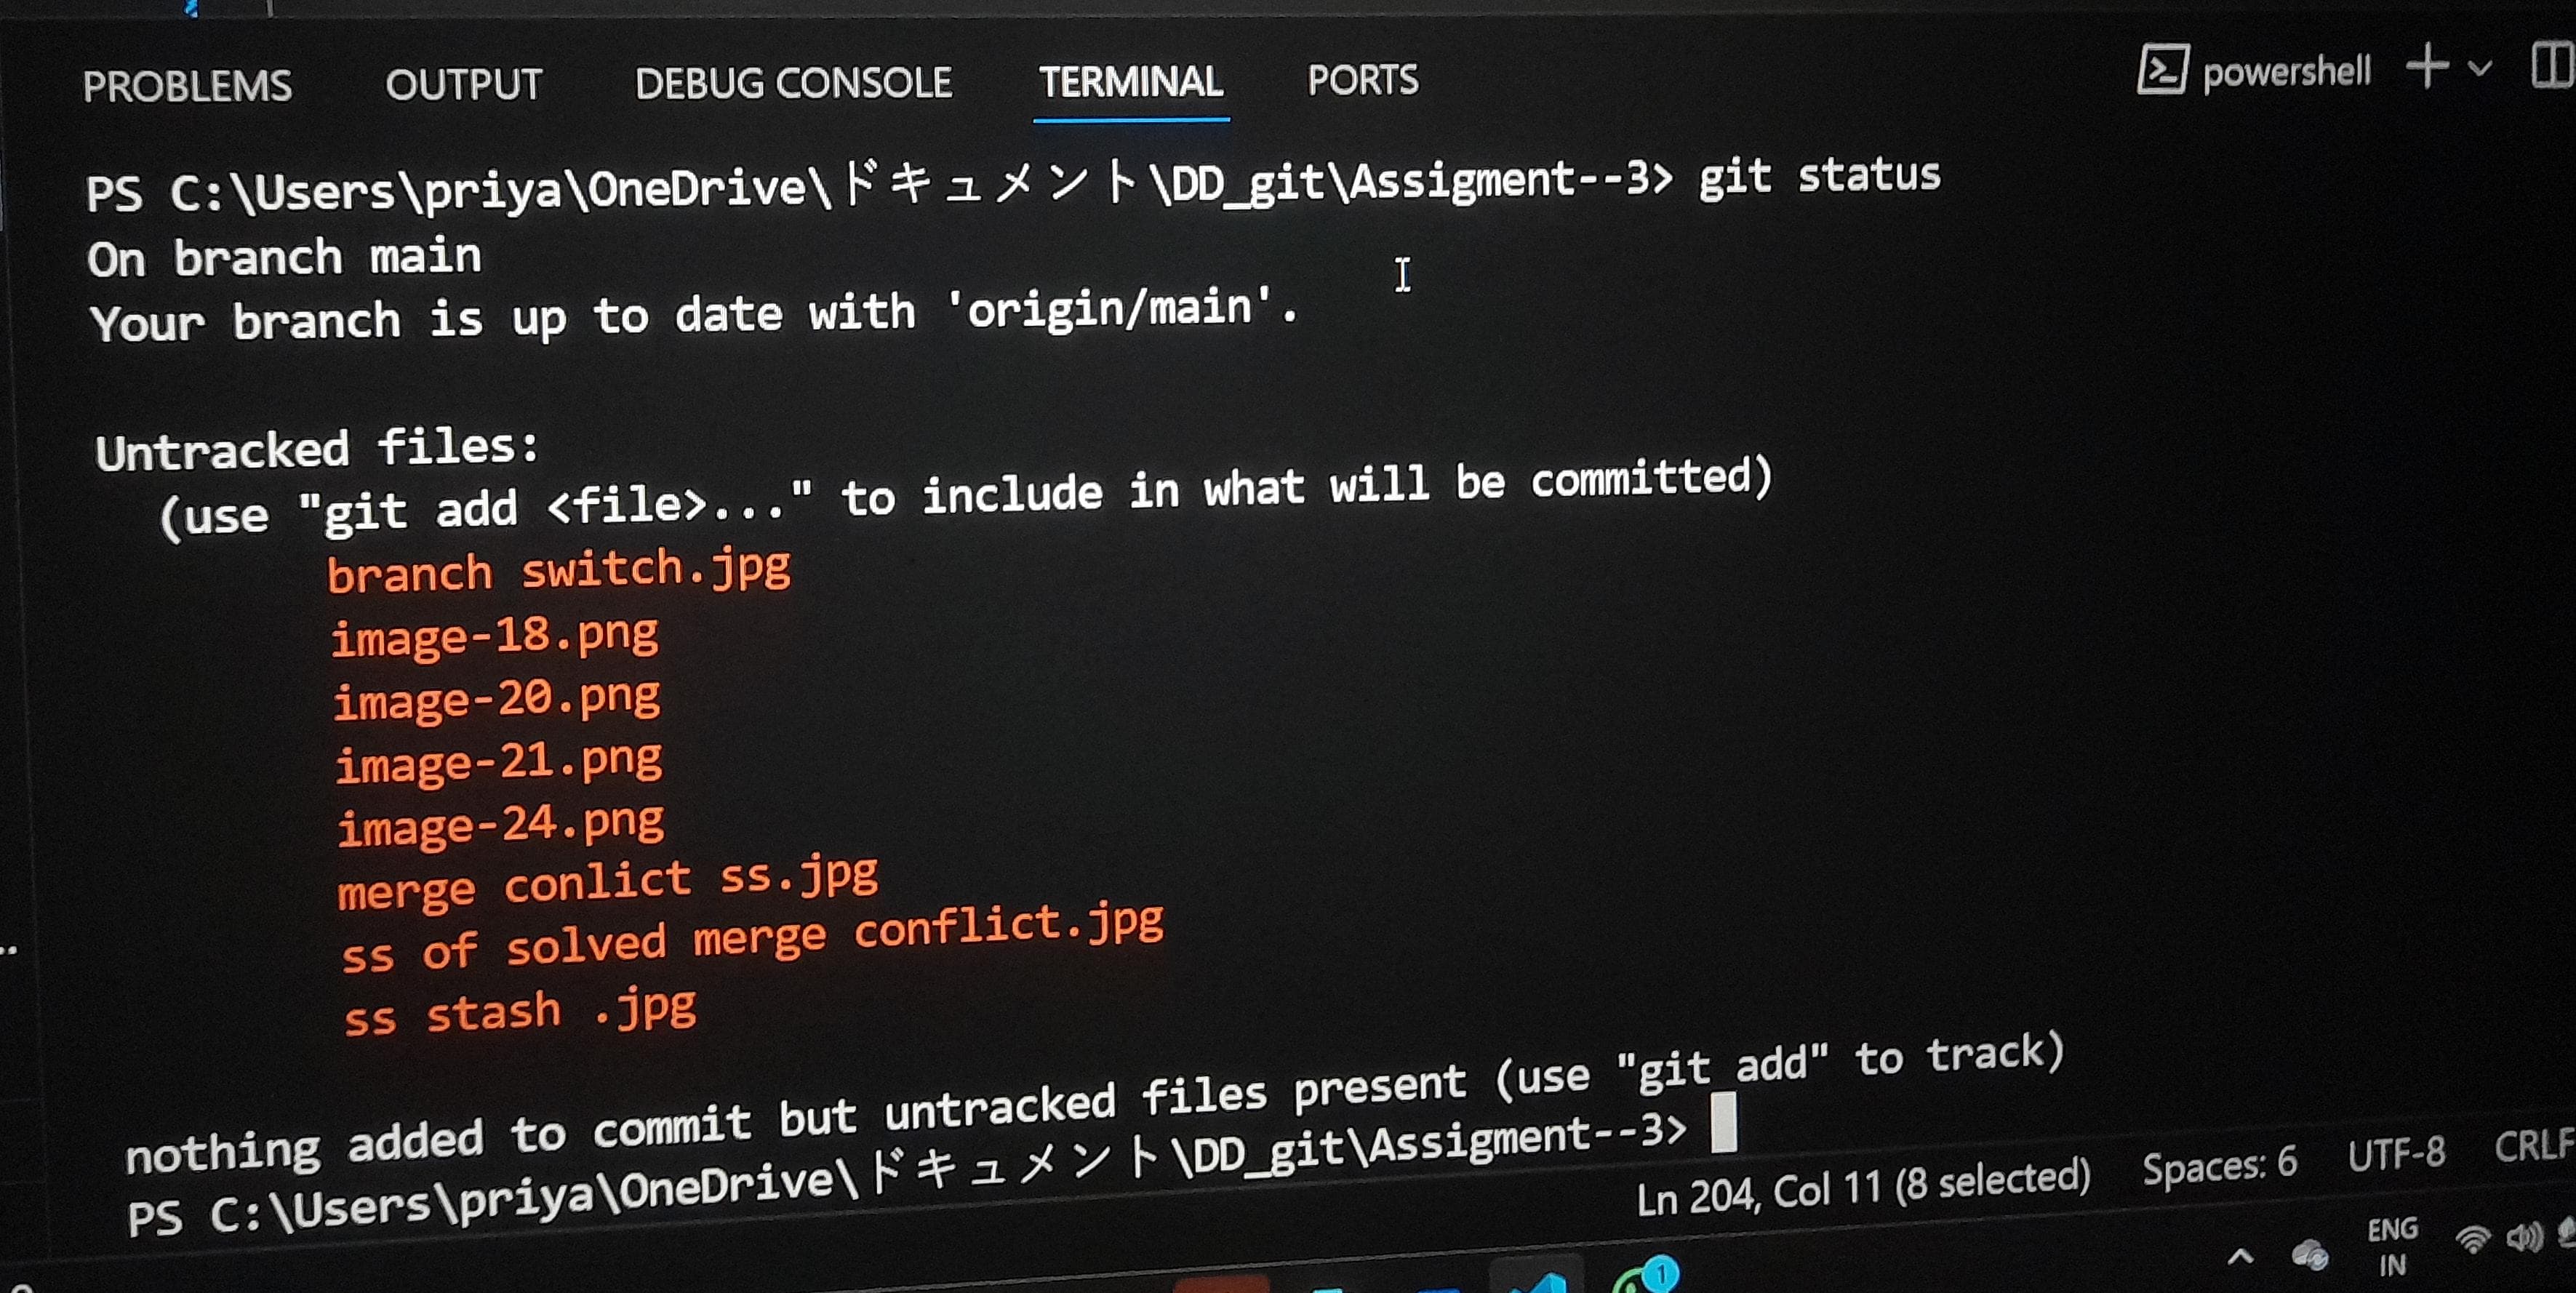 PROBLEMS OUTPUT DEBUG CONSOLE TERMINAL PORTS powershell
PS C:\Users\priya\OneDrive\ドキュメント\DD_git\Assigment--3> git status
On branch main
Your branch is up to date with 'origin/main'.
Untracked files:
(use "git add <file>..." to include in what will be committed)
branch switch.jpg
image-18.png
image-20.png
image-21.png
image-24.png
merge conlict ss.jpg
ss of solved merge conflict.jpg
ss stash .jpg
nothing added to commit but untracked files present (use "git add" to track)
PS C:\Users\priya\OneDrive\ドキュメント\DD_git\Assigment--3>
Ln 204, Col 11 (8 selected) Spaces: 6 UTF-8 CRLF
ENG
IN
1